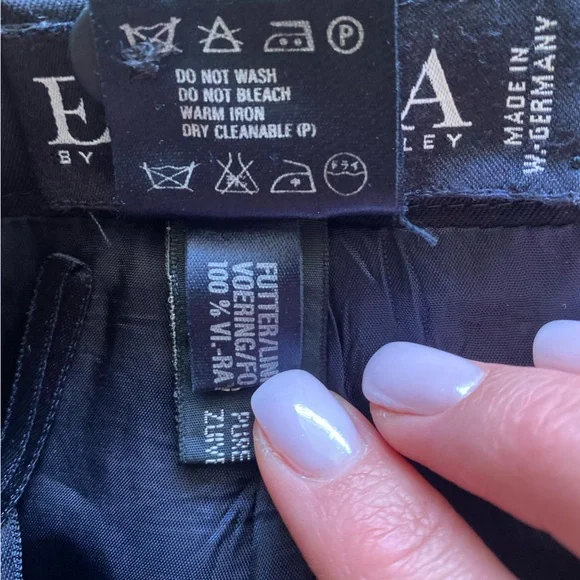 P
DO NOT WASH
DO NOT BLEACH
WARM IRON
DRY CLEANABLE (P)
ドライ
E A
BY LEY
MADE IN
W.-GERMANY
FUTTER/LIN
VOERING/FO
100 % VI.-RA
PURE